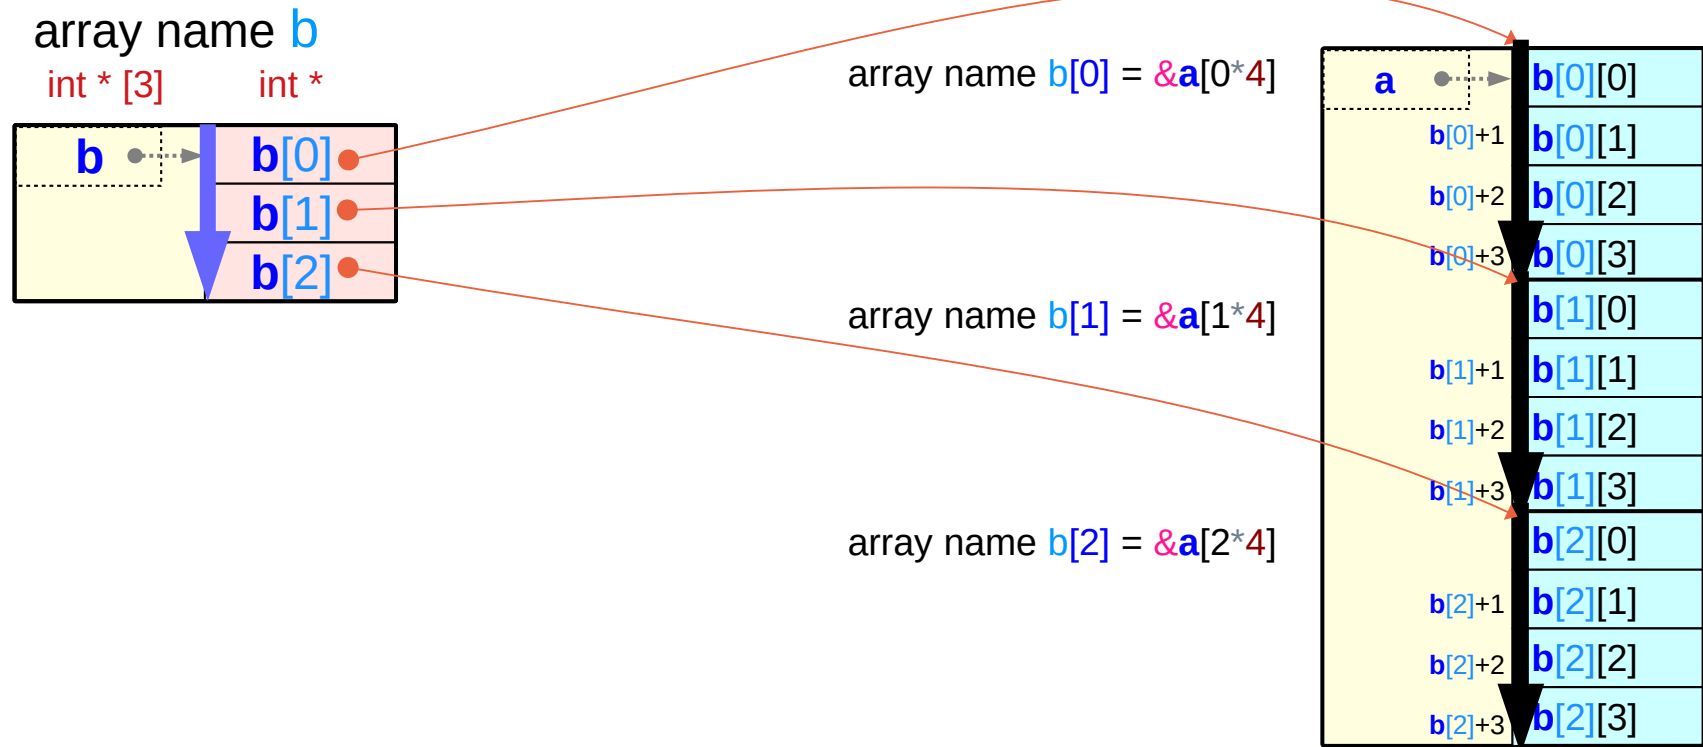 array name b
int * [3] int *
b b[0]
b[1]
b[2]
array name b[0] = &a[0*4]
array name b[1] = &a[1*4]
array name b[2] = &a[2*4]
a b[0][0]
b[0]+1 b[0][1]
b[0]+2 b[0][2]
b[0]+3 b[0][3]
b[1][0]
b[1]+1 b[1][1]
b[1]+2 b[1][2]
b[1]+3 b[1][3]
b[2][0]
b[2]+1 b[2][1]
b[2]+2 b[2][2]
b[2]+3 b[2][3]